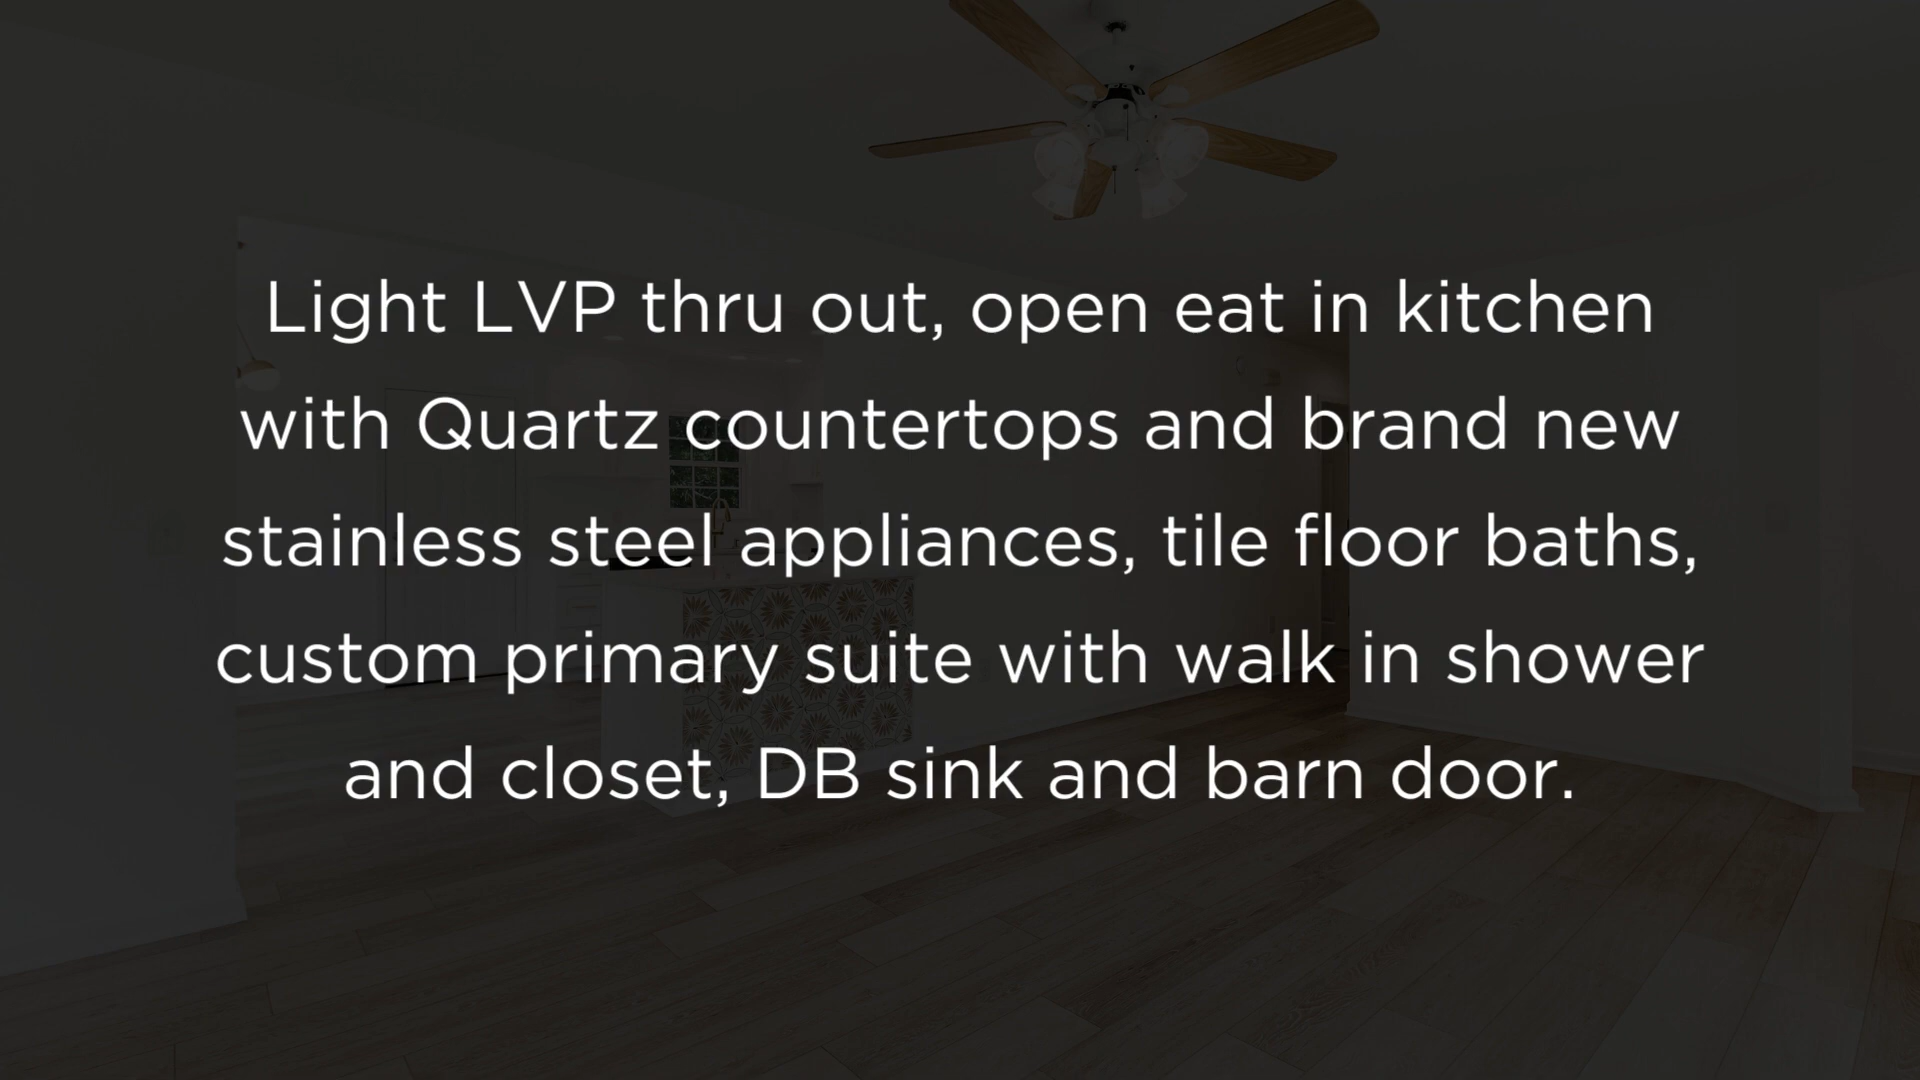 Light LVP thru out, open eat in kitchen
with Quartz countertops and brand new
stainless steel appliances, tile floor baths,
custom primary suite with walk in shower
and closet, DB sink and barn door.